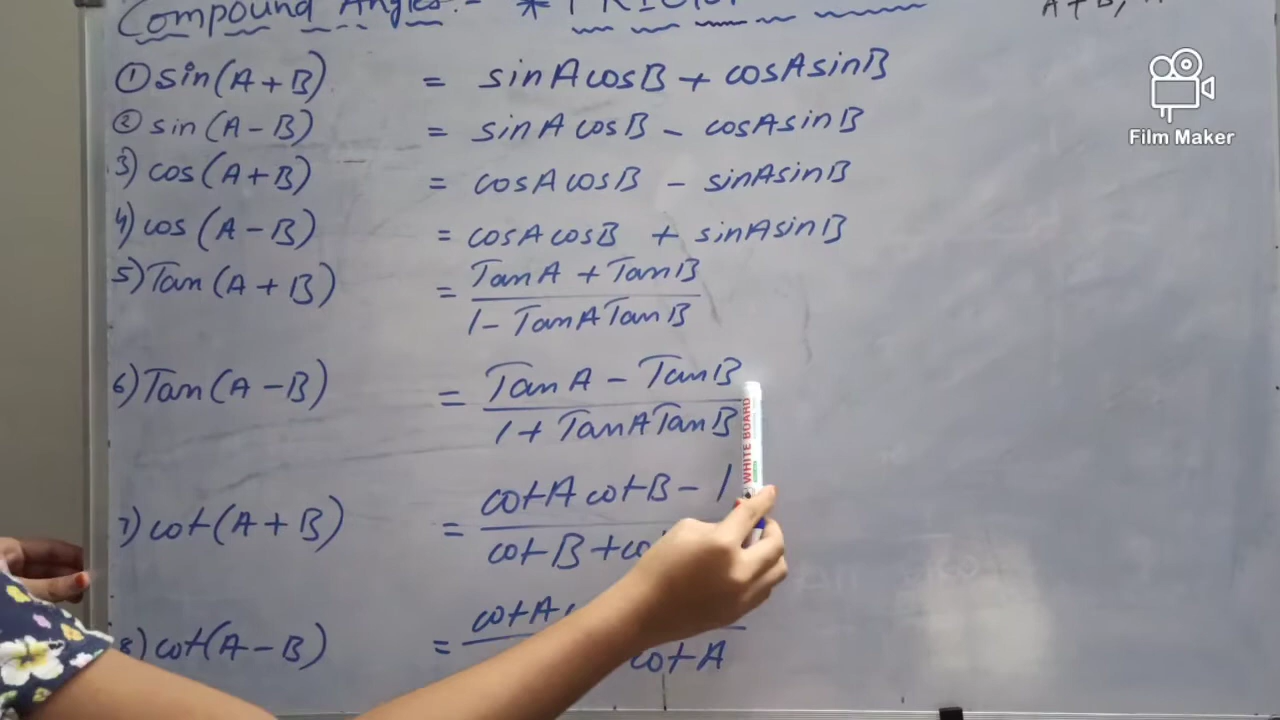 Compound Angles:- *
A+B,
Film Maker
① sin(A+B) = sinAcosB + cosAsinB
② sin(A-B) = sinAcosB - cosAsinB
3) cos(A+B) = cosAcosB - sinAsinB
4) cos(A-B) = cosAcosB + sinAsinB
5) Tan(A+B) = TanA + TanB
1 - TanATanB
6) Tan(A-B) = TanA - TanB
1 + TanATanB
WHITE BOARD
7) cot(A+B) = cotAcotB - 1
cotB +
8) cot(A-B) = cotA
cotA